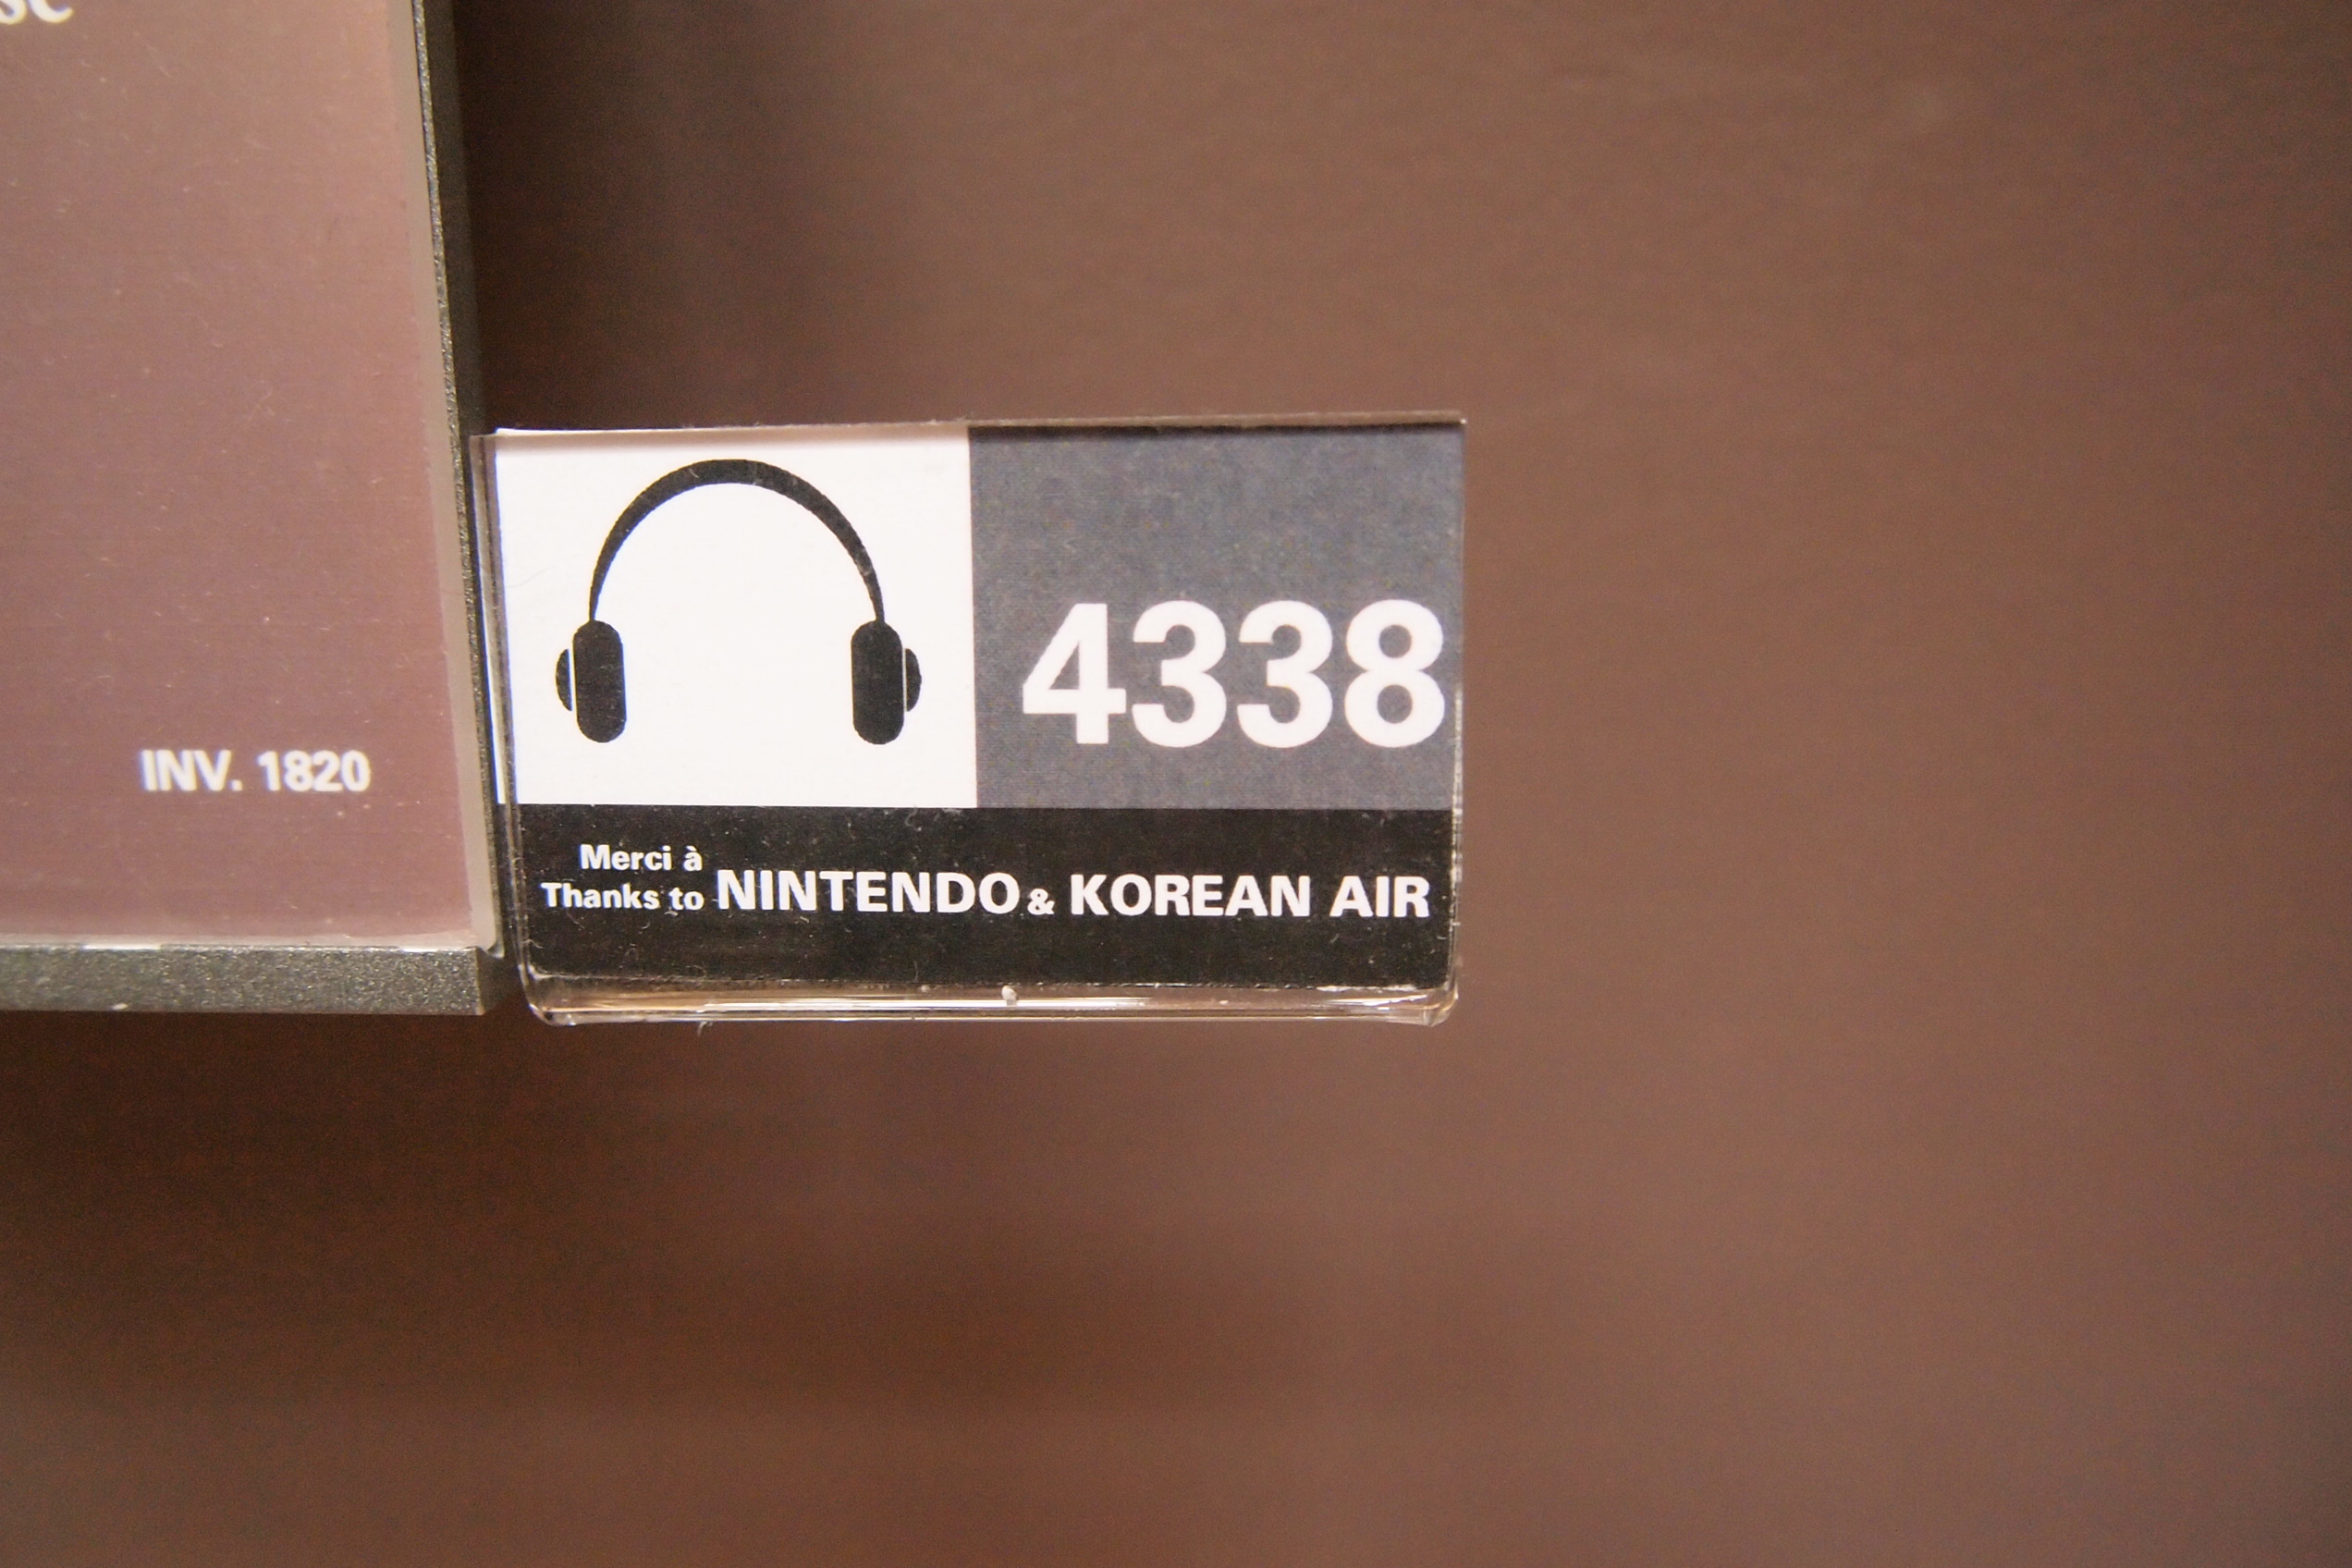 INV. 1820
4338
Merci à
Thanks to NINTENDO & KOREAN AIR